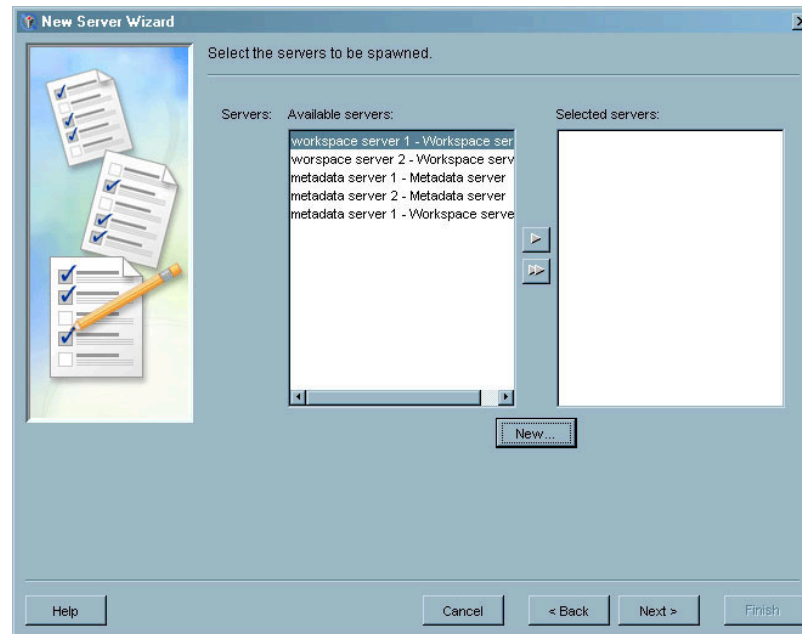 New Server Wizard
Select the servers to be spawned.
Servers: Available servers: Selected servers:
workspace server 1 - Workspace ser
worspace server 2 - Workspace serv
metadata server 1 - Metadata server
metadata server 2 - Metadata server
metadata server 1 - Workspace serve
New...
Help Cancel < Back Next > Finish